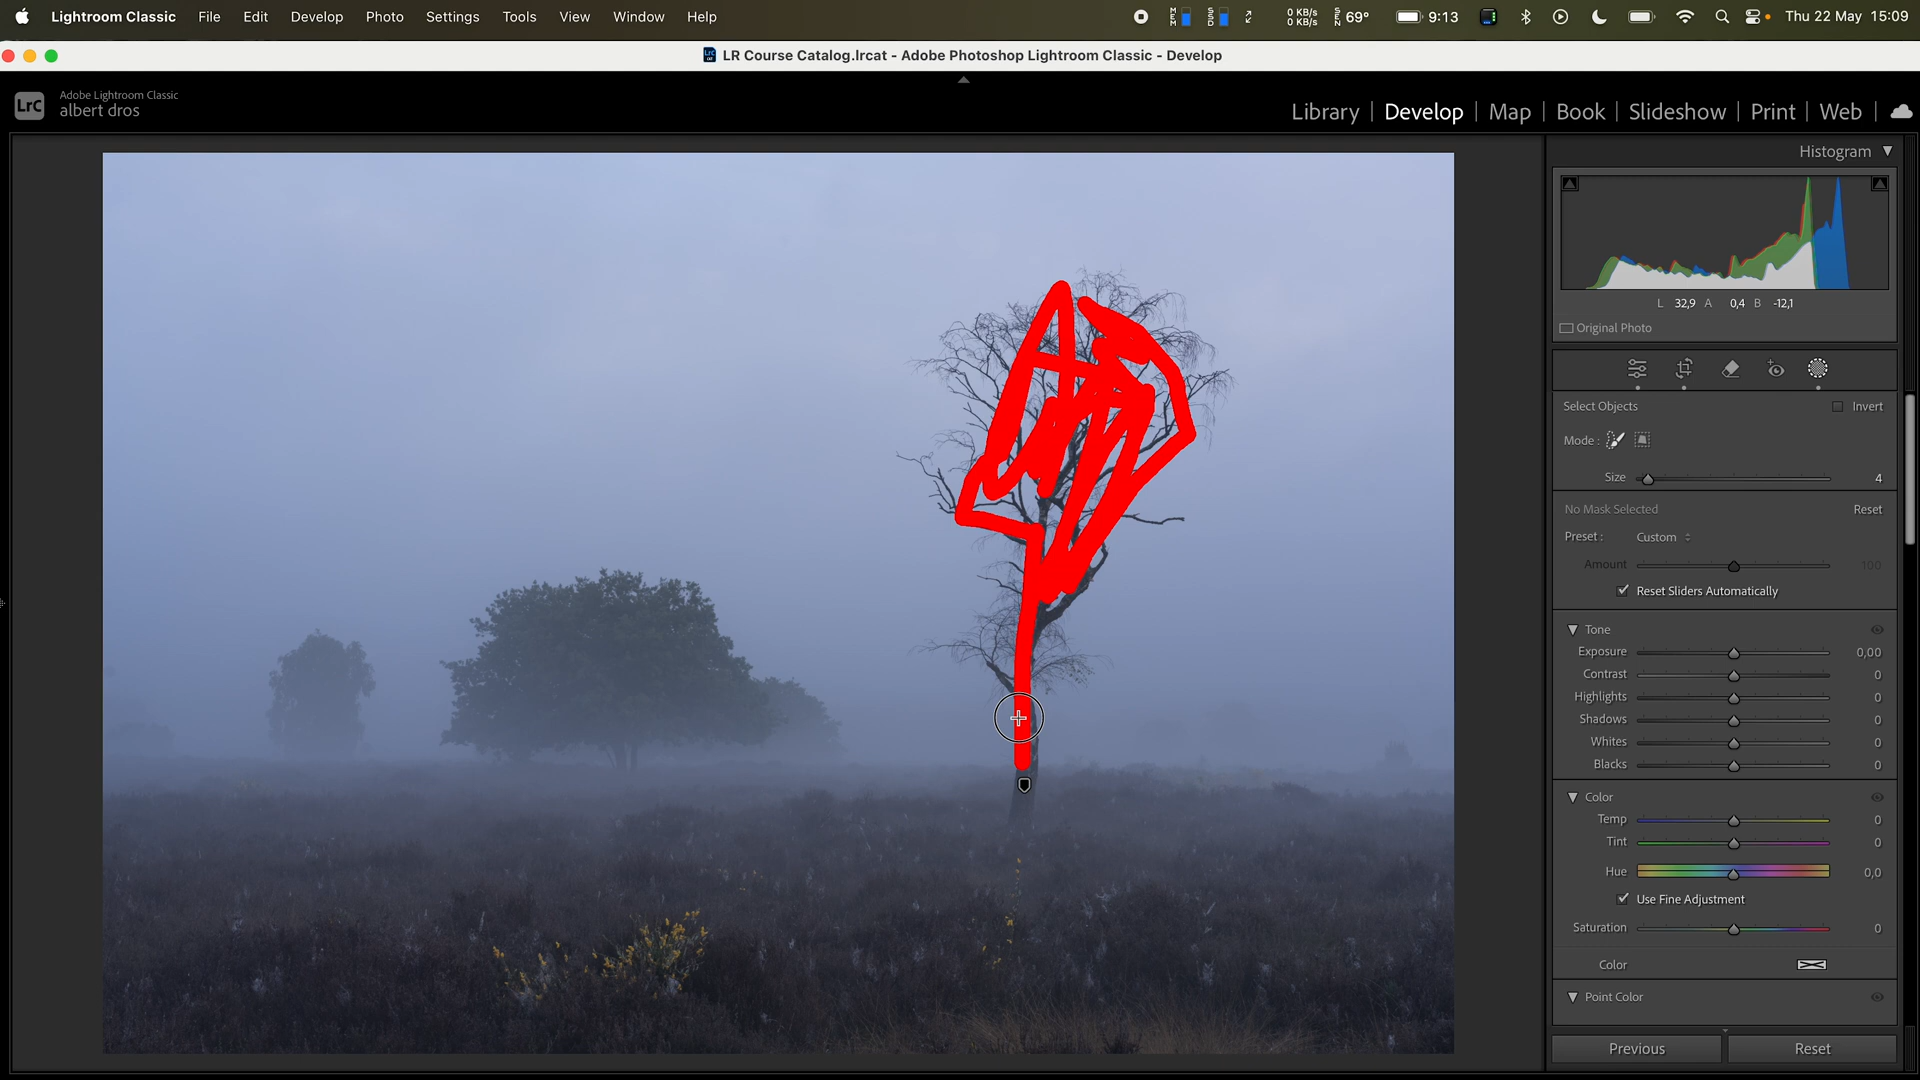 Lightroom Classic File Edit Develop Photo Settings Tools View Window Help
MEM SSD 0 KB/s 0 KB/s SEN 69° 9:13 Thu 22 May 15:09
LR Course Catalog.lrcat - Adobe Photoshop Lightroom Classic - Develop
LrC
Adobe Lightroom Classic
albert dros
Library | Develop | Map | Book | Slideshow | Print | Web
Histogram
L 32,9 A 0,4 B -12,1
Original Photo
Select Objects Invert
Mode :
Size 4
No Mask Selected Reset
Preset : Custom
Amount 100
Reset Sliders Automatically
Tone
Exposure 0,00
Contrast 0
Highlights 0
Shadows 0
Whites 0
Blacks 0
Color
Temp 0
Tint 0
Hue 0,0
Use Fine Adjustment
Saturation 0
Color
Point Color
Previous Reset